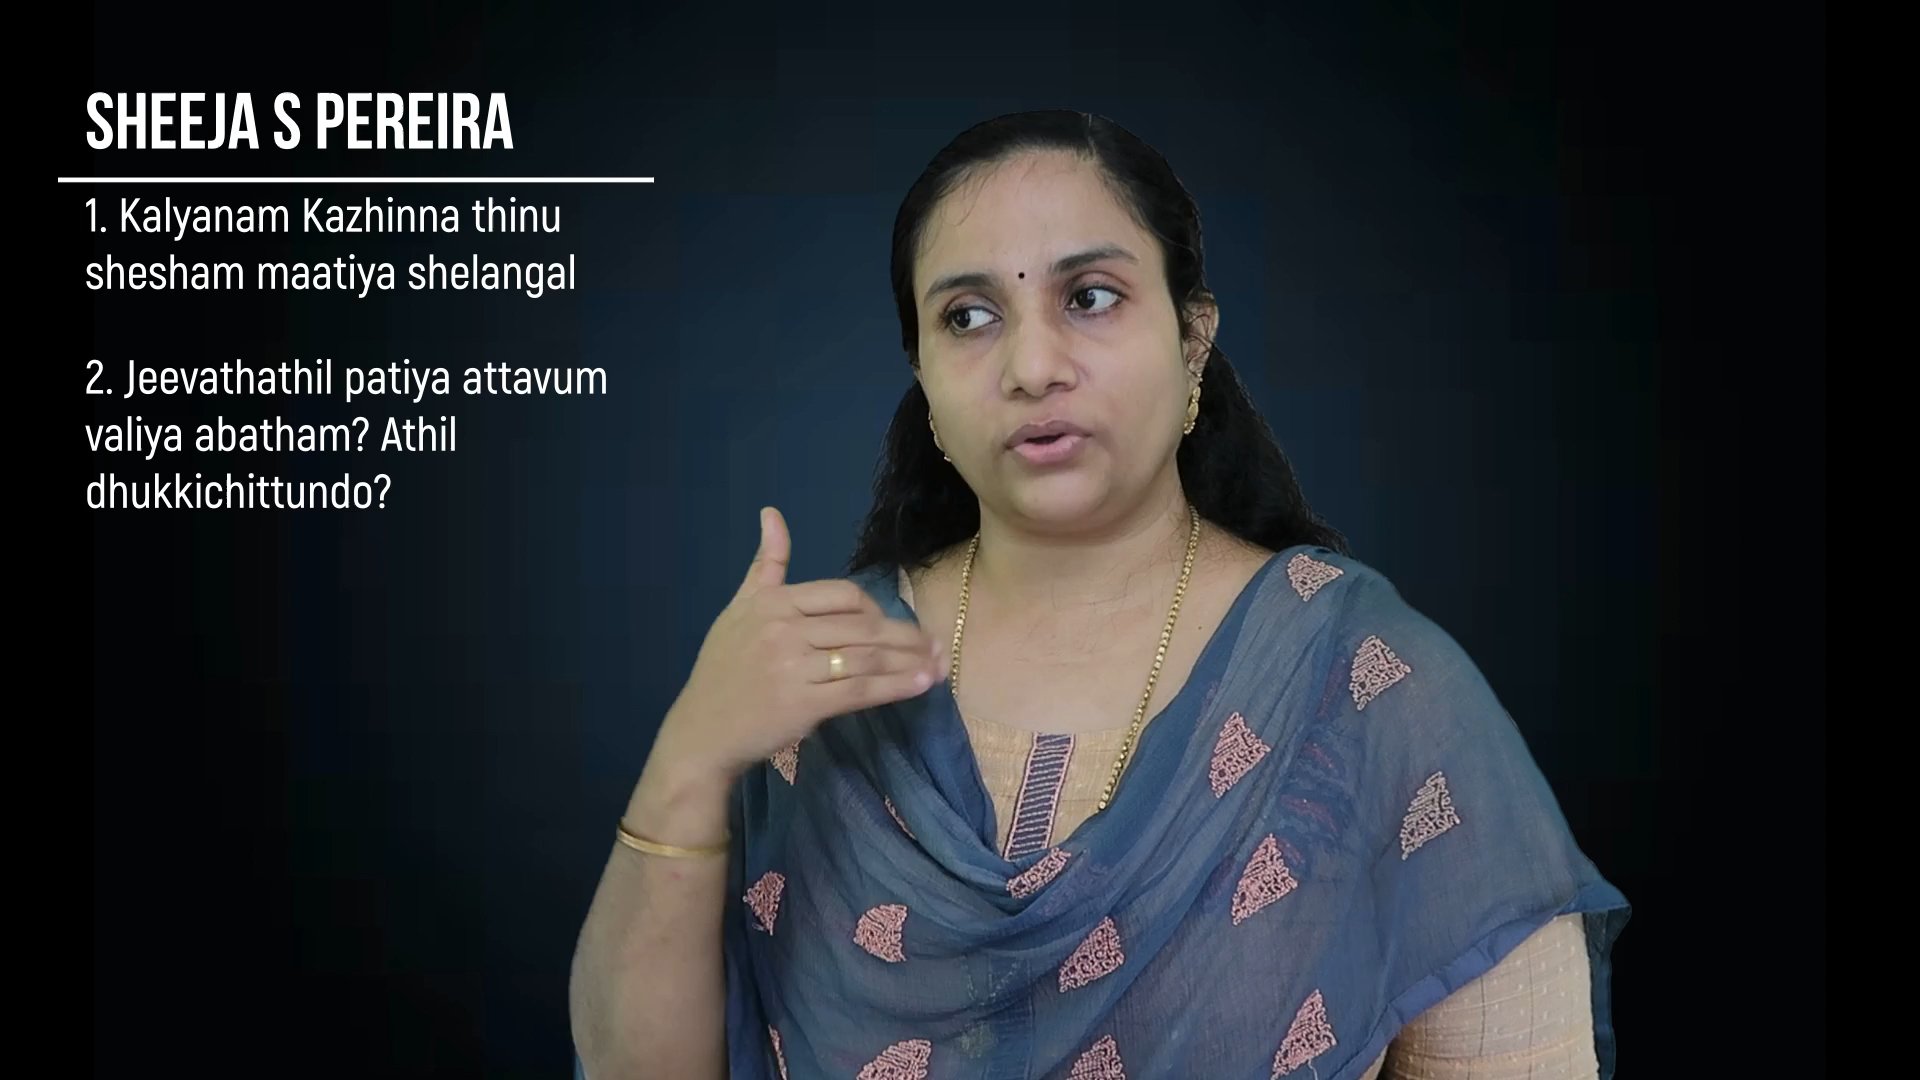 SHEEJA S PEREIRA
1. Kalyanam Kazhinna thinu
shesham maatiya shelangal
2. Jeevathathil patiya attavum
valiya abatham? Athil
dhukkichittundo?